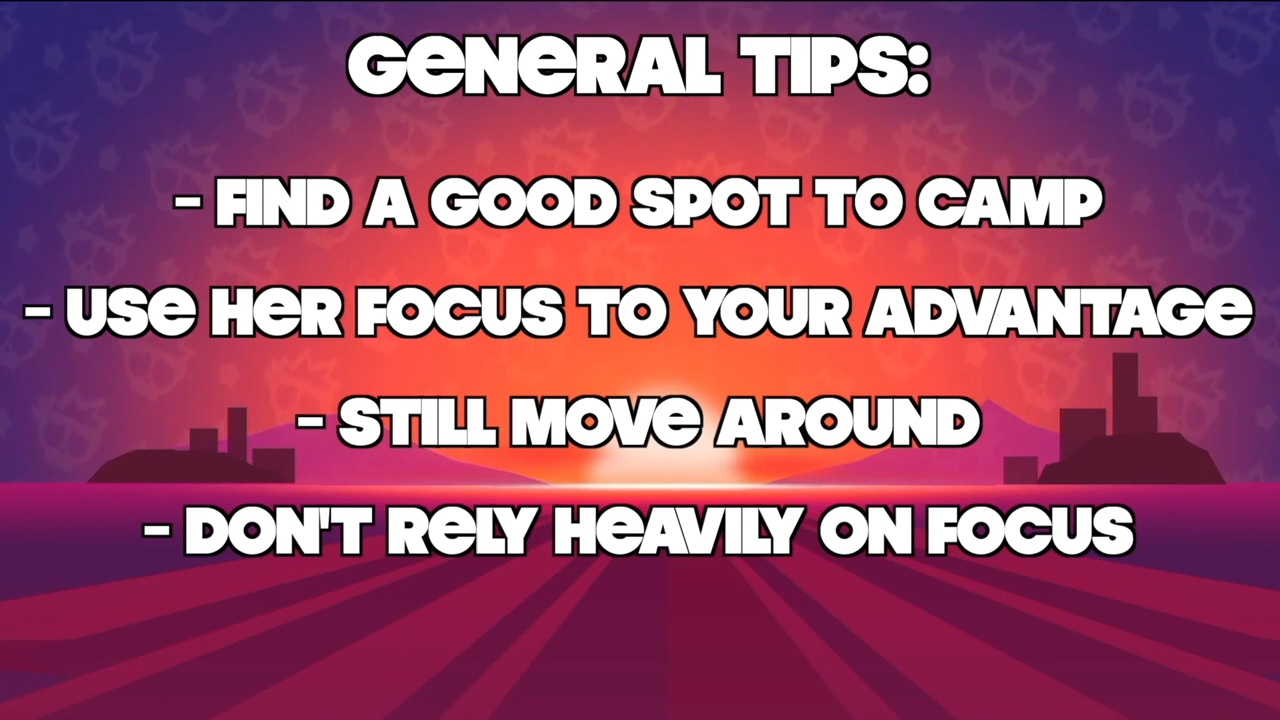 GENERAL TIPS:
- FIND A GOOD SPOT TO CAMP
- USE HER FOCUS TO YOUR ADVANTAGE
- STILL MOVE AROUND
- DON'T RELY HEAVILY ON FOCUS